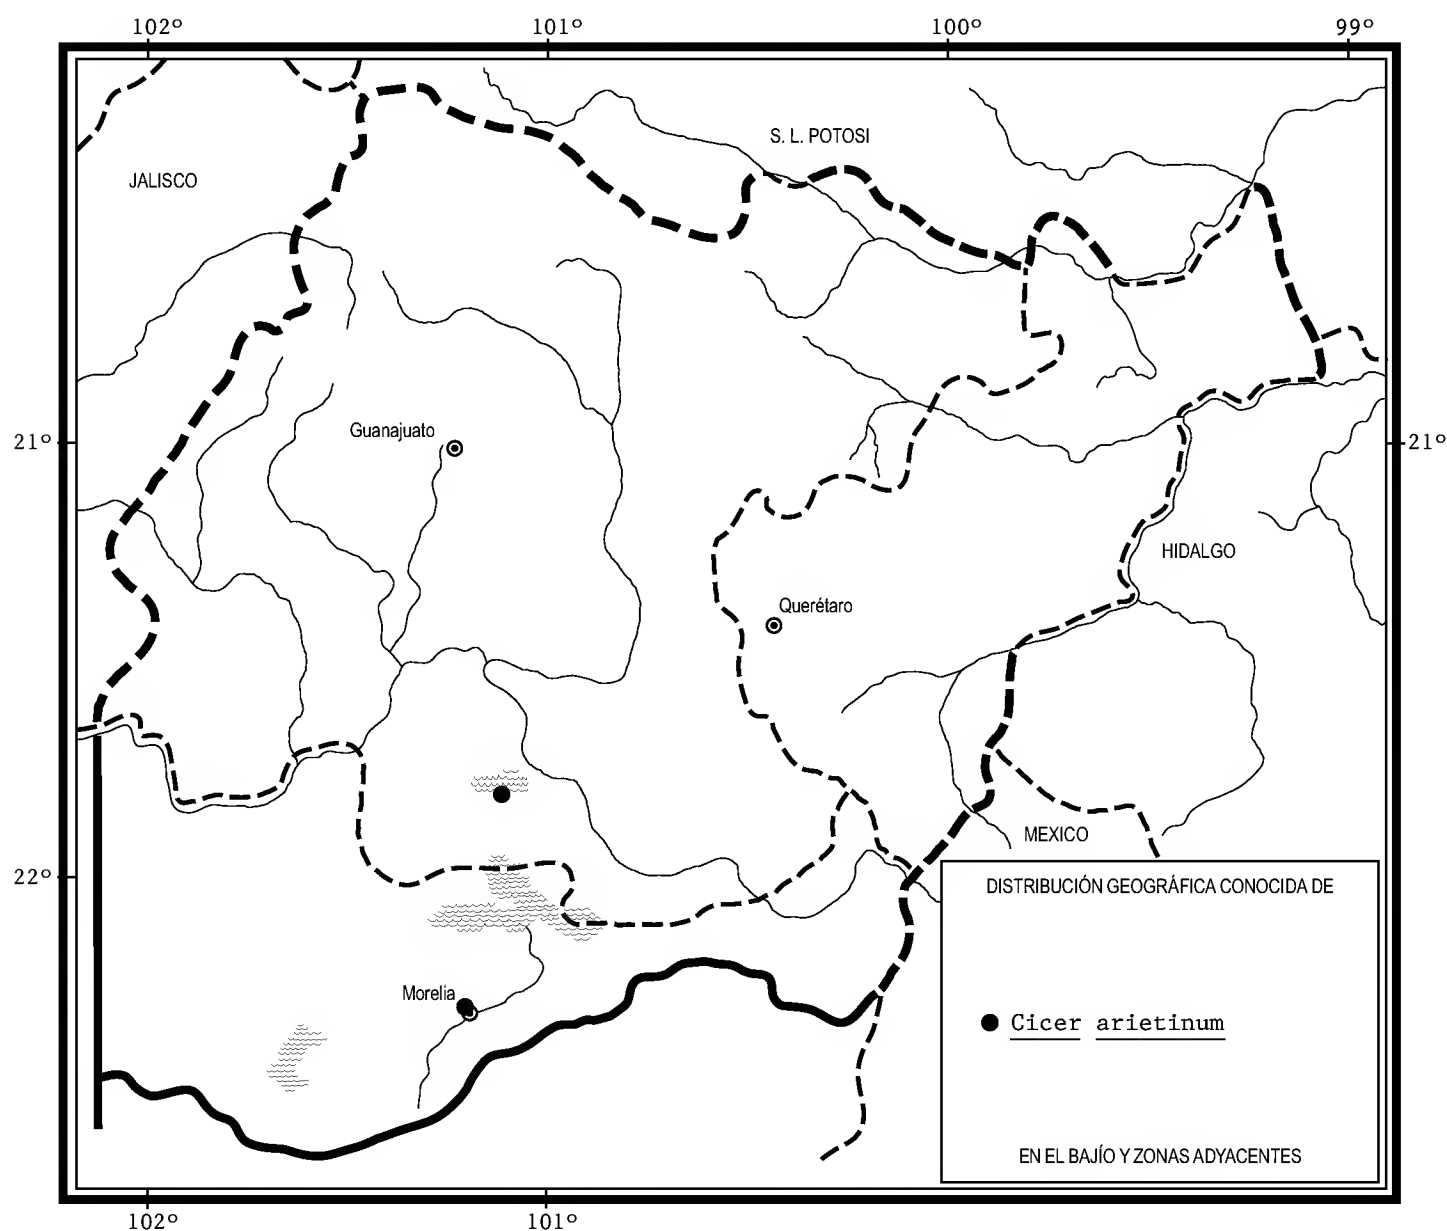 102º 101º 100º 99º
S. L. POTOSI
JALISCO
Guanajuato
21º 21º
HIDALGO
Querétaro
MEXICO
22º
DISTRIBUCIÓN GEOGRÁFICA CONOCIDA DE
Morelia
Cicer arietinum
EN EL BAJÍO Y ZONAS ADYACENTES
102º 101º